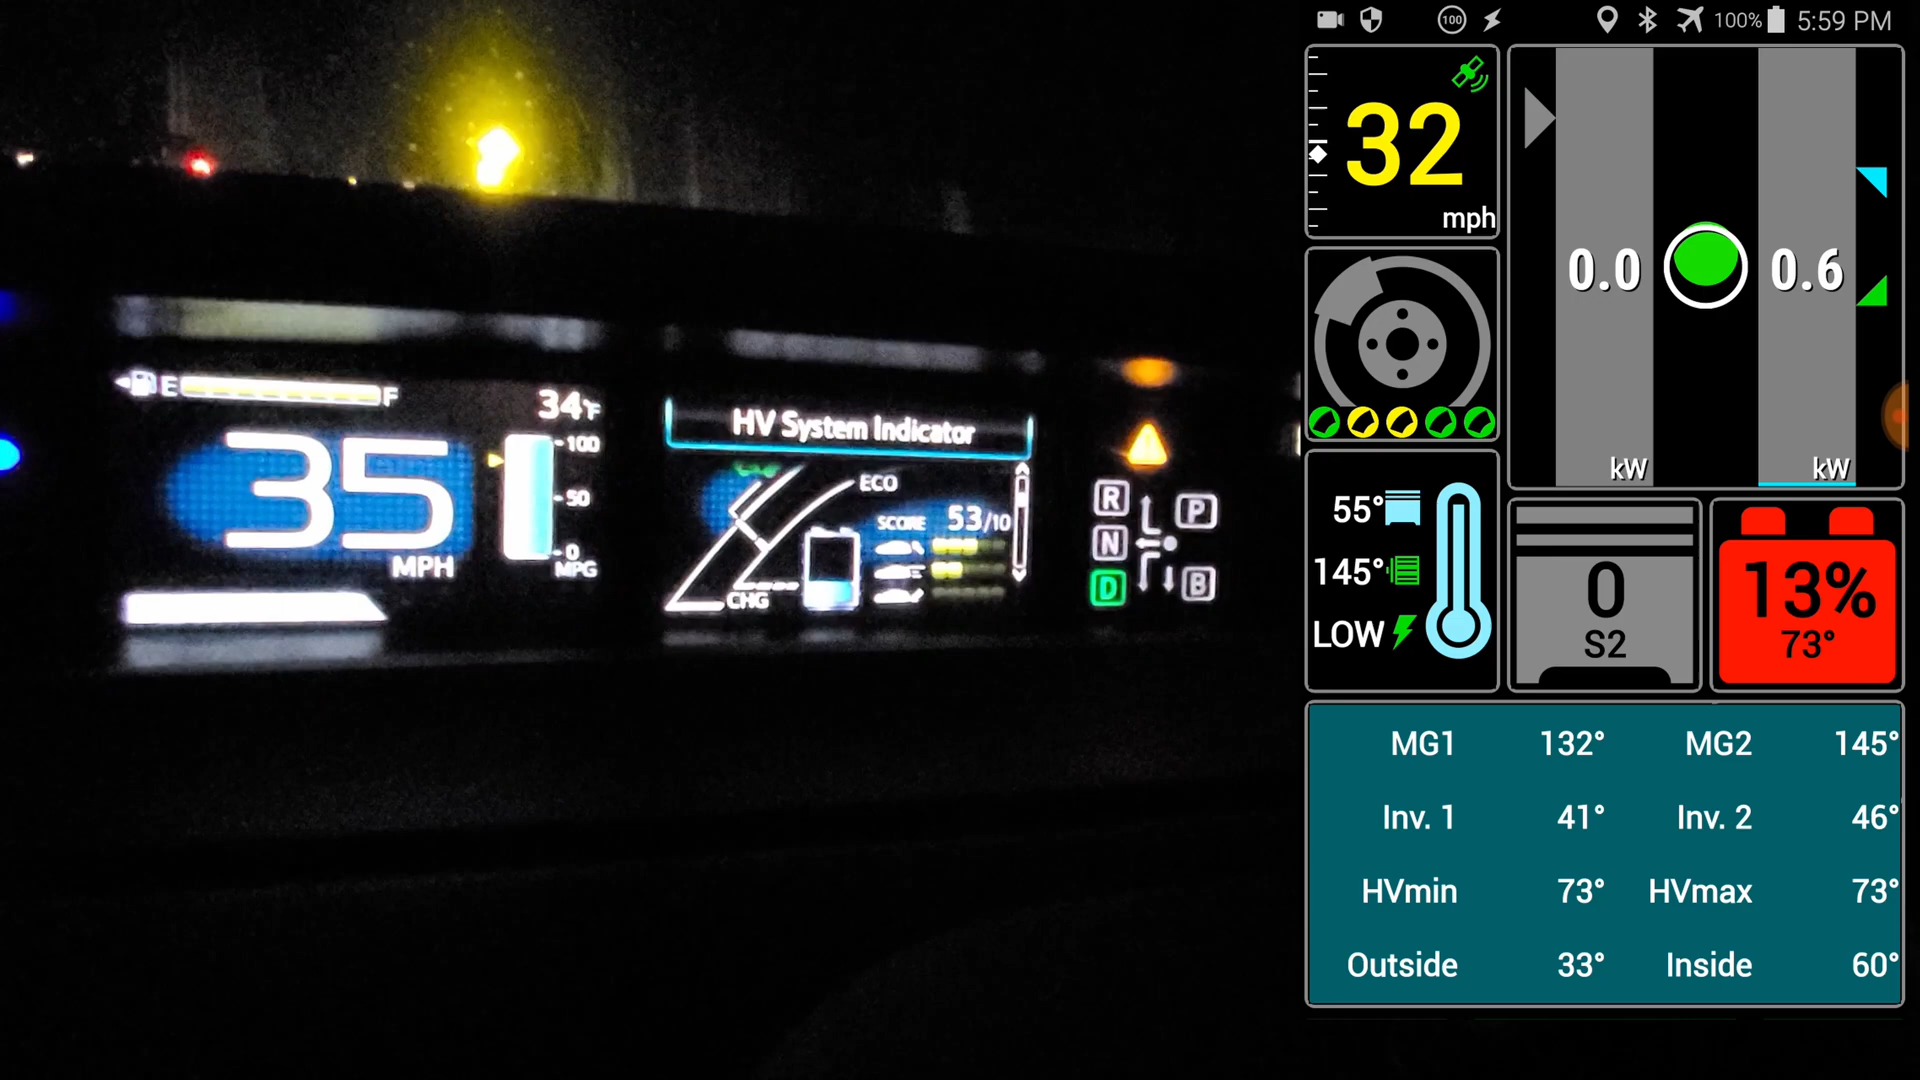 E F
34°F
35
MPH
100
50
0
MPG
HV System Indicator
ECO
SCORE 53/10
CHG
R
N
D
P
B
100
100%
5:59 PM
32
mph
0.0
0.6
kW
kW
55°
145°
LOW
0
S2
13%
73°
MG1 132° MG2 145°
Inv. 1 41° Inv. 2 46°
HVmin 73° HVmax 73°
Outside 33° Inside 60°